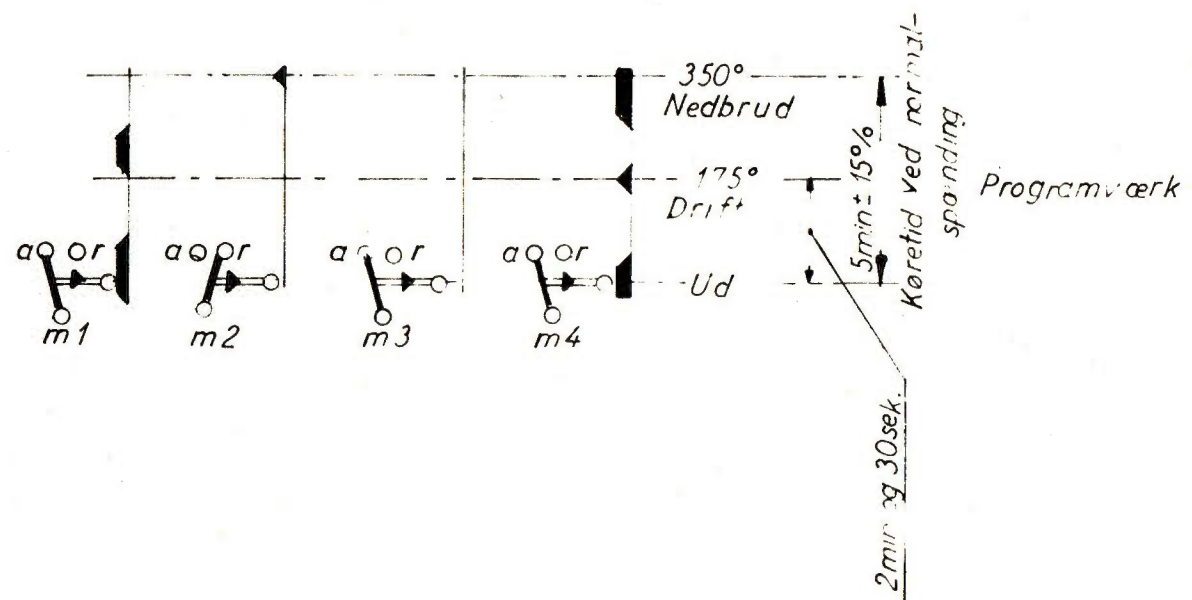 350°
Nedbrud
175°
Drift
Ud
a r
m1
a r
m2
a r
m3
a r
m4
5min ± 15%
Køretid ved normal-
spænding
Programværk
2min og 30sek.